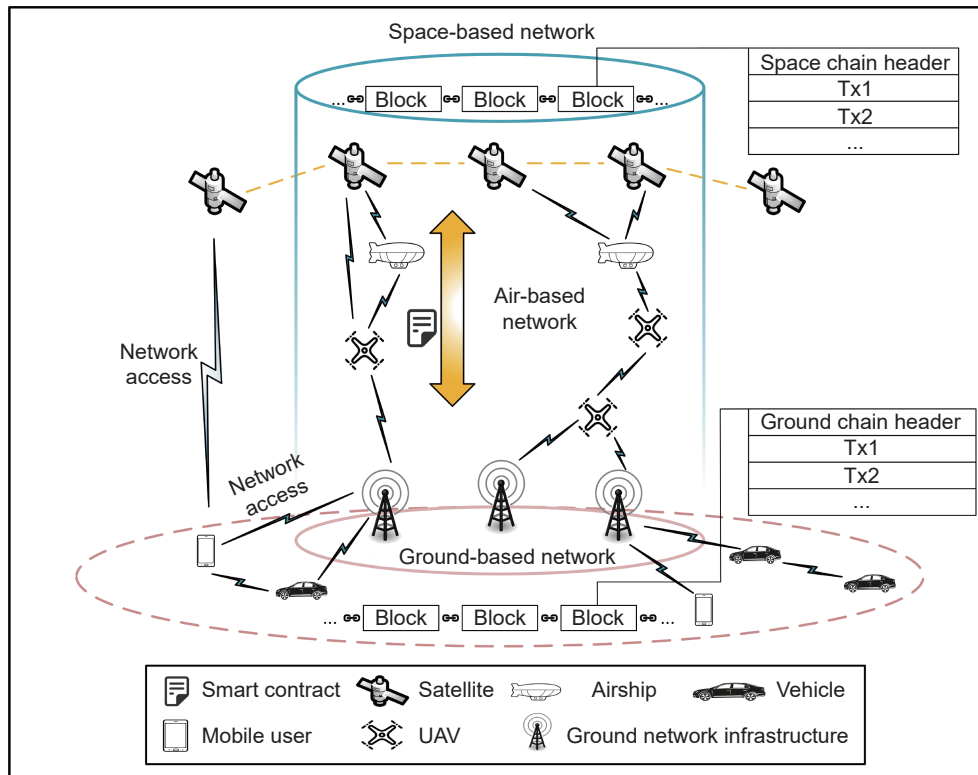 Space-based network
... Block Block Block ...
Space chain header
Tx1
Tx2
...
Air-based
network
Network
access
Ground chain header
Tx1
Tx2
...
Network
access
Ground-based network
... Block Block Block ...
Smart contract Satellite Airship Vehicle
Mobile user UAV Ground network infrastructure